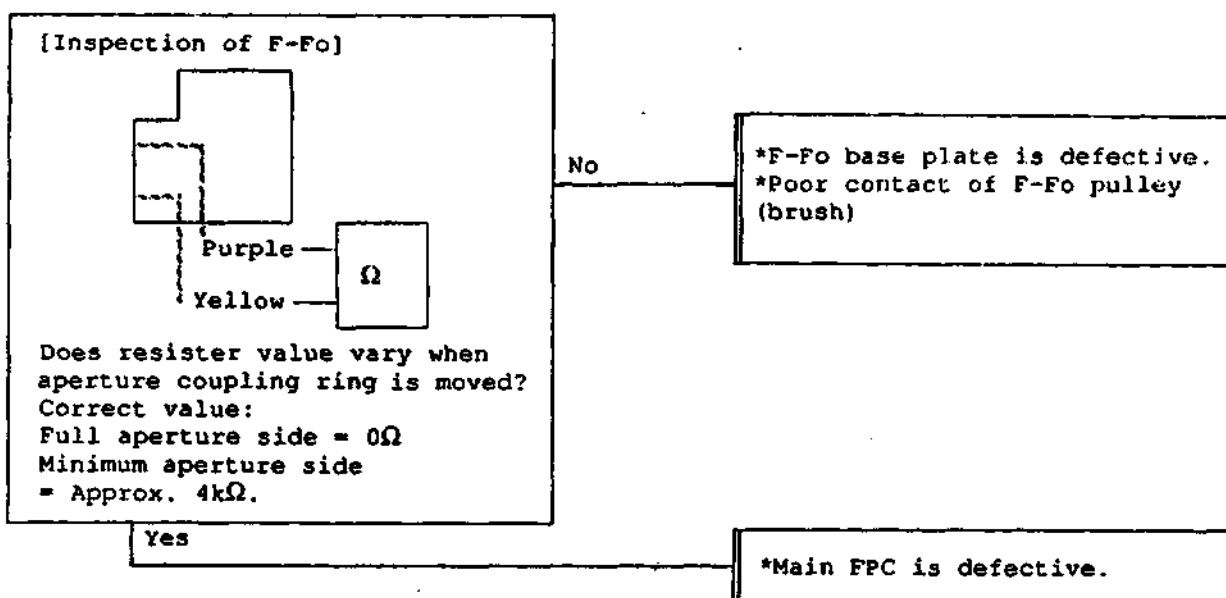 [Inspection of F-Fo]
Purple
Ω
Yellow
Does resister value vary when
aperture coupling ring is moved?
Correct value:
Full aperture side = 0Ω
Minimum aperture side
= Approx. 4kΩ.
No
*F-Fo base plate is defective.
*Poor contact of F-Fo pulley
(brush)
Yes
*Main FPC is defective.